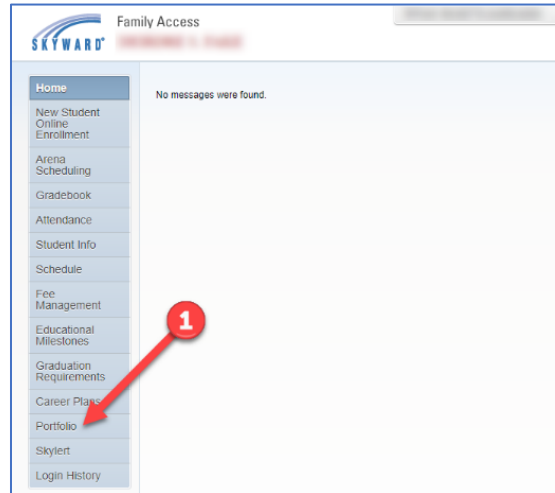 Family Access
SKYWARD®
Home
No messages were found.
New Student
Online
Enrollment
Arena
Scheduling
Gradebook
Attendance
Student Info
Schedule
Fee
Management
Educational
Milestones
1
Graduation
Requirements
Career Plans
Portfolio
Skylert
Login History